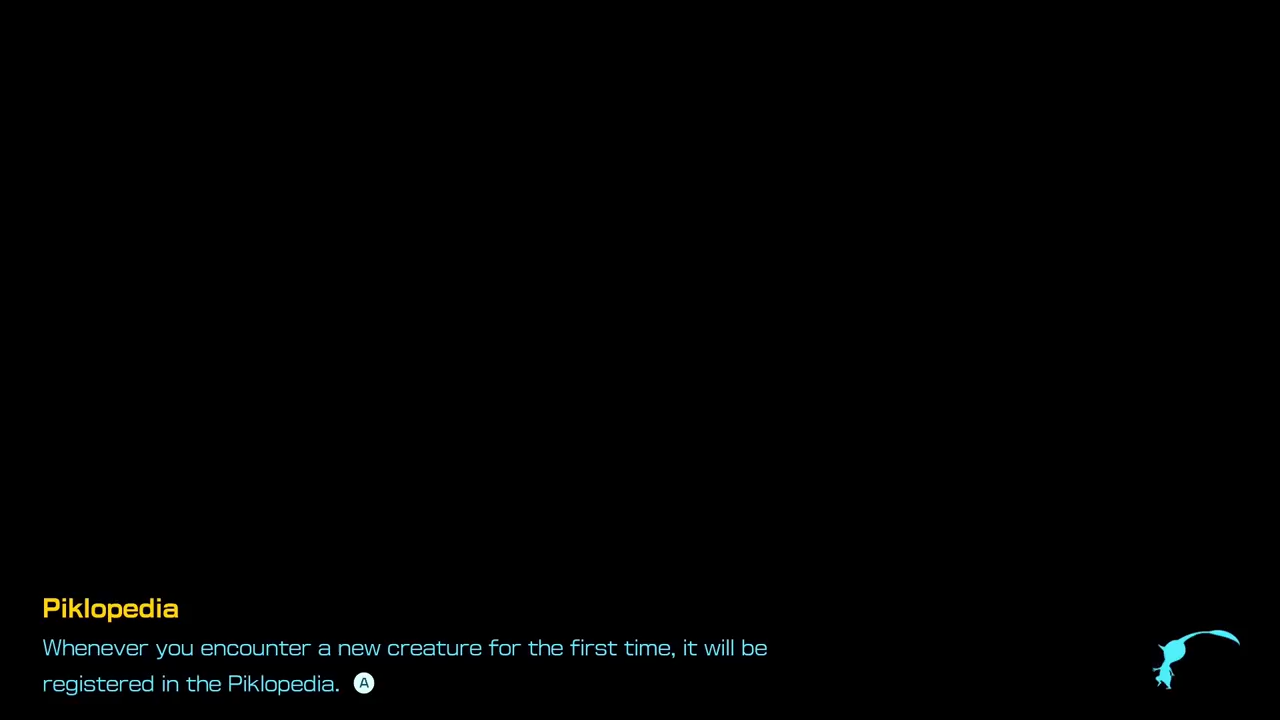 Piklopedia
Whenever you encounter a new creature for the first time, it will be
registered in the Piklopedia. A